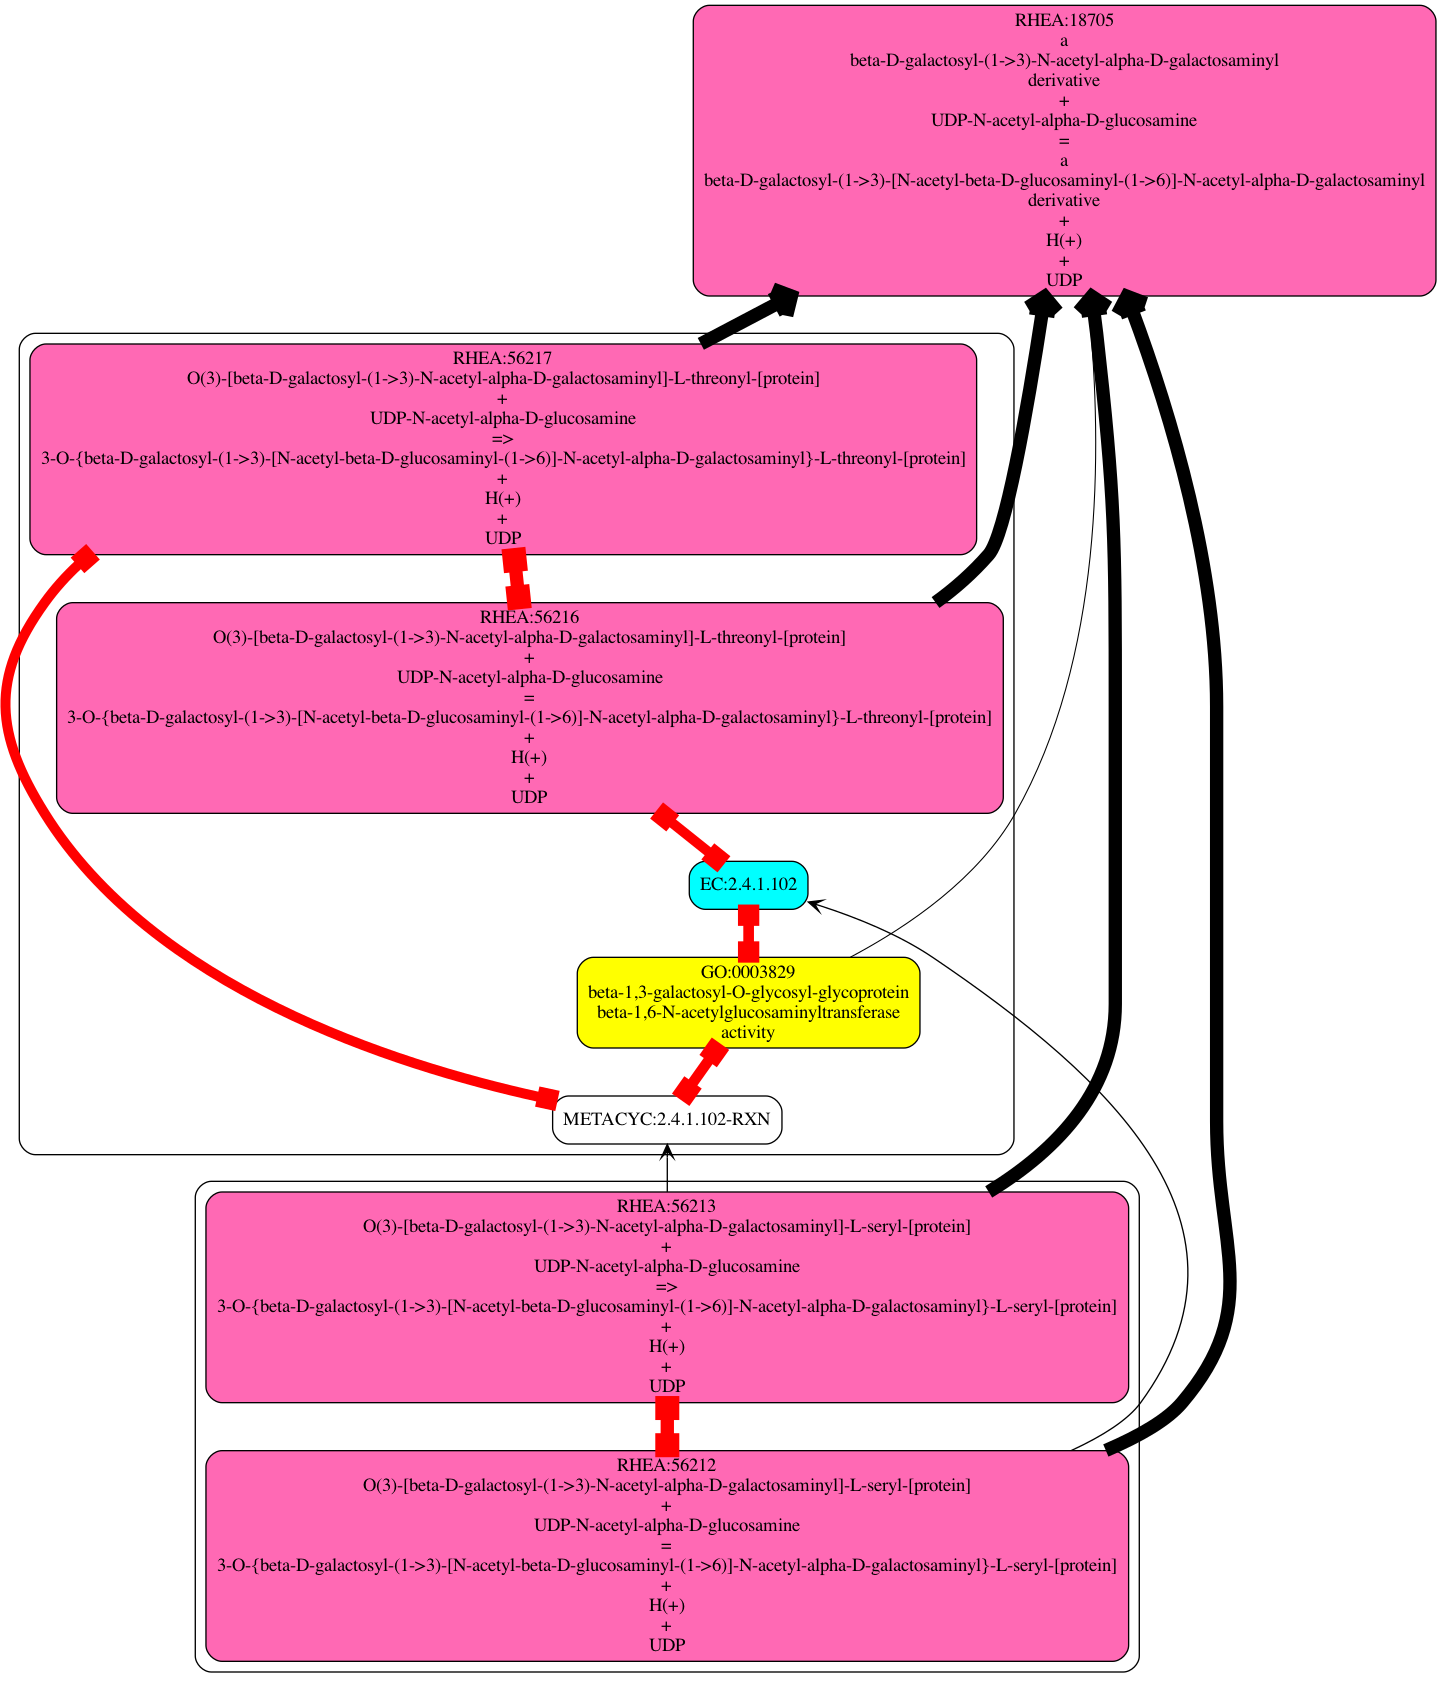 RHEA:18705
a
beta-D-galactosyl-(1->3)-N-acetyl-alpha-D-galactosaminyl
derivative
+
UDP-N-acetyl-alpha-D-glucosamine
=
a
beta-D-galactosyl-(1->3)-[N-acetyl-beta-D-glucosaminyl-(1->6)]-N-acetyl-alpha-D-galactosaminyl
derivative
+
H(+)
+
UDP
RHEA:56217
O(3)-[beta-D-galactosyl-(1->3)-N-acetyl-alpha-D-galactosaminyl]-L-threonyl-[protein]
+
UDP-N-acetyl-alpha-D-glucosamine
=>
3-O-{beta-D-galactosyl-(1->3)-[N-acetyl-beta-D-glucosaminyl-(1->6)]-N-acetyl-alpha-D-galactosaminyl}-L-threonyl-[protein]
+
H(+)
+
UDP
RHEA:56216
O(3)-[beta-D-galactosyl-(1->3)-N-acetyl-alpha-D-galactosaminyl]-L-threonyl-[protein]
+
UDP-N-acetyl-alpha-D-glucosamine
=
3-O-{beta-D-galactosyl-(1->3)-[N-acetyl-beta-D-glucosaminyl-(1->6)]-N-acetyl-alpha-D-galactosaminyl}-L-threonyl-[protein]
+
H(+)
+
UDP
EC:2.4.1.102
GO:0003829
beta-1,3-galactosyl-O-glycosyl-glycoprotein
beta-1,6-N-acetylglucosaminyltransferase
activity
METACYC:2.4.1.102-RXN
RHEA:56213
O(3)-[beta-D-galactosyl-(1->3)-N-acetyl-alpha-D-galactosaminyl]-L-seryl-[protein]
+
UDP-N-acetyl-alpha-D-glucosamine
=>
3-O-{beta-D-galactosyl-(1->3)-[N-acetyl-beta-D-glucosaminyl-(1->6)]-N-acetyl-alpha-D-galactosaminyl}-L-seryl-[protein]
+
H(+)
+
UDP
RHEA:56212
O(3)-[beta-D-galactosyl-(1->3)-N-acetyl-alpha-D-galactosaminyl]-L-seryl-[protein]
+
UDP-N-acetyl-alpha-D-glucosamine
=
3-O-{beta-D-galactosyl-(1->3)-[N-acetyl-beta-D-glucosaminyl-(1->6)]-N-acetyl-alpha-D-galactosaminyl}-L-seryl-[protein]
+
H(+)
+
UDP